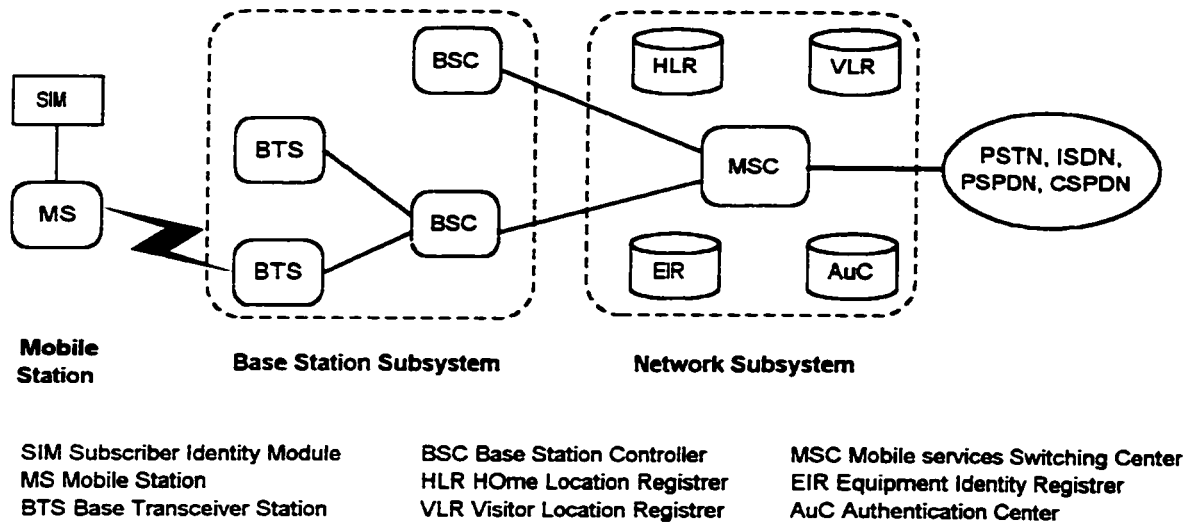 SIM
MS
BTS
BTS
BSC
BSC
HLR
VLR
MSC
EIR
AuC
PSTN, ISDN,
PSPDN, CSPDN
Mobile
Station
Base Station Subsystem
Network Subsystem
SIM Subscriber Identity Module
MS Mobile Station
BTS Base Transceiver Station
BSC Base Station Controller
HLR HOme Location Registrer
VLR Visitor Location Registrer
MSC Mobile services Switching Center
EIR Equipment Identity Registrer
AuC Authentication Center